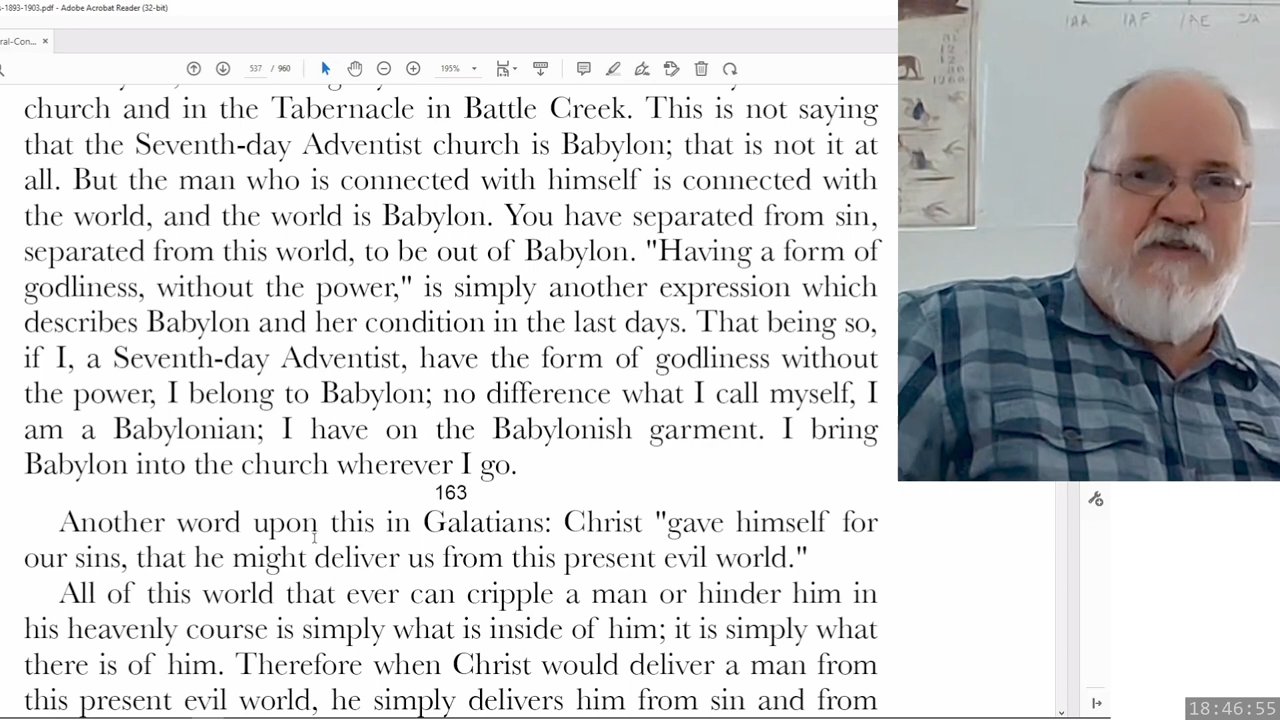 s-1893-1903.pdf - Adobe Acrobat Reader (32-bit)
ral-Con... ×
537 / 960 195%
church and in the Tabernacle in Battle Creek. This is not saying
that the Seventh-day Adventist church is Babylon; that is not it at
all. But the man who is connected with himself is connected with
the world, and the world is Babylon. You have separated from sin,
separated from this world, to be out of Babylon. "Having a form of
godliness, without the power," is simply another expression which
describes Babylon and her condition in the last days. That being so,
if I, a Seventh-day Adventist, have the form of godliness without
the power, I belong to Babylon; no difference what I call myself, I
am a Babylonian; I have on the Babylonish garment. I bring
Babylon into the church wherever I go.
163
Another word upon this in Galatians: Christ "gave himself for
our sins, that he might deliver us from this present evil world."
All of this world that ever can cripple a man or hinder him in
his heavenly course is simply what is inside of him; it is simply what
there is of him. Therefore when Christ would deliver a man from
this present evil world, he simply delivers him from sin and from
1AA 1AF 1AE
1260
18:46:55